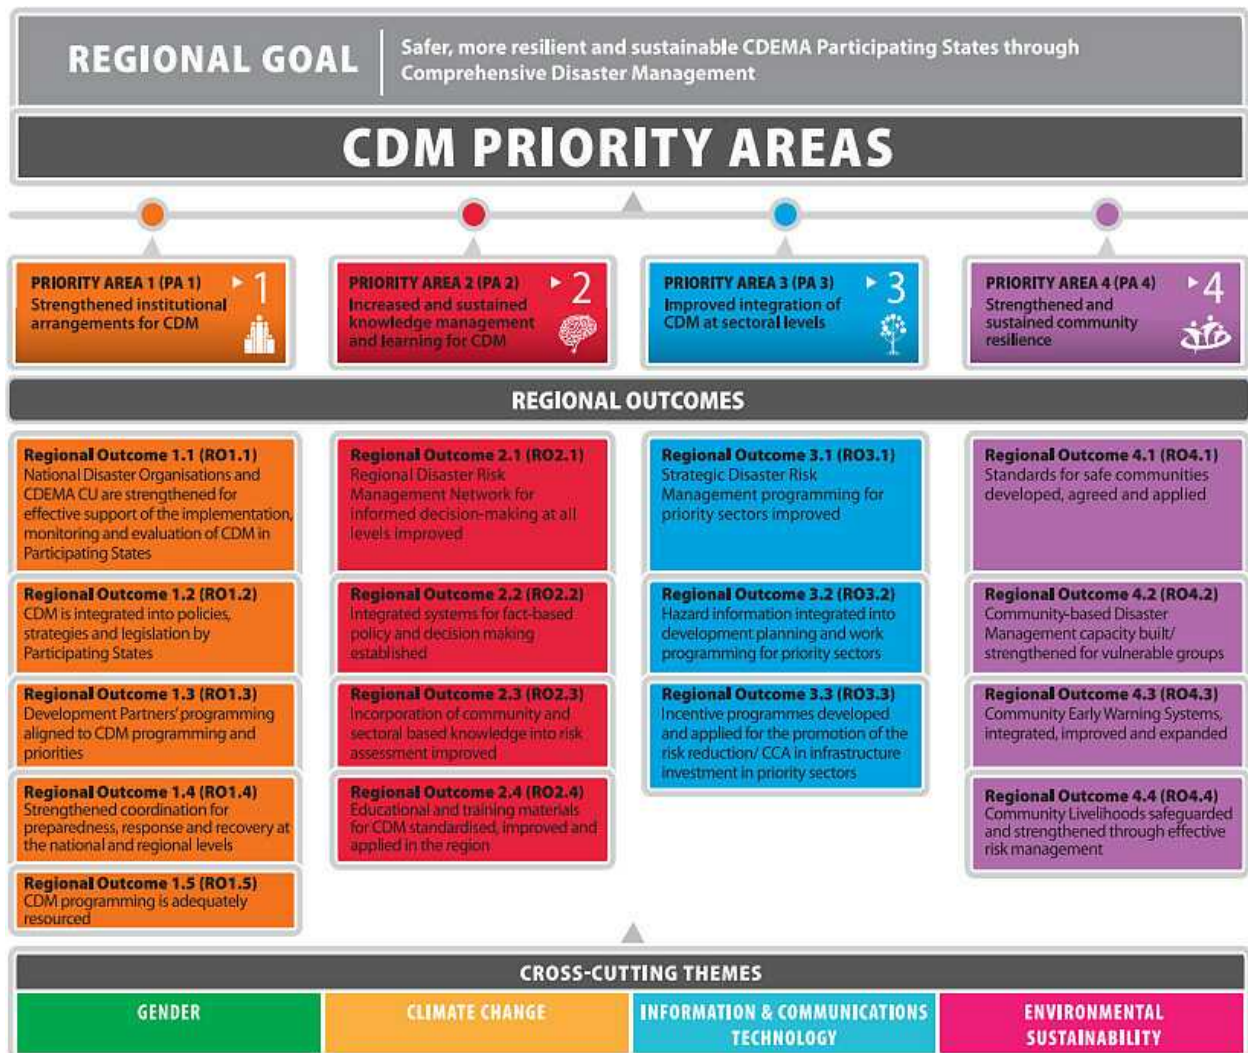 REGIONAL GOAL
Safer, more resilient and sustainable CDEMA Participating States through
Comprehensive Disaster Management
CDM PRIORITY AREAS
PRIORITY AREA 1 (PA 1)
Strengthened institutional
arrangements for CDM
1
PRIORITY AREA 2 (PA 2)
Increased and sustained
knowledge management
and learning for CDM
2
PRIORITY AREA 3 (PA 3)
Improved integration of
CDM at sectoral levels
3
PRIORITY AREA 4 (PA 4)
Strengthened and
sustained community
resilience
4
REGIONAL OUTCOMES
Regional Outcome 1.1 (RO1.1)
National Disaster Organisations and
CDEMA CU are strengthened for
effective support of the implementation,
monitoring and evaluation of CDM in
Participating States
Regional Outcome 1.2 (RO1.2)
CDM is integrated into policies,
strategies and legislation by
Participating States
Regional Outcome 1.3 (RO1.3)
Development Partners' programming
aligned to CDM programming and
priorities
Regional Outcome 1.4 (RO1.4)
Strengthened coordination for
preparedness, response and recovery at
the national and regional levels
Regional Outcome 1.5 (RO1.5)
CDM programming is adequately
resourced
Regional Outcome 2.1 (RO2.1)
Regional Disaster Risk
Management Network for
informed decision-making at all
levels improved
Regional Outcome 2.2 (RO2.2)
Integrated systems for fact-based
policy and decision making
established
Regional Outcome 2.3 (RO2.3)
Incorporation of community and
sectoral based knowledge into risk
assessment improved
Regional Outcome 2.4 (RO2.4)
Educational and training materials
for CDM standardised, improved and
applied in the region
Regional Outcome 3.1 (RO3.1)
Strategic Disaster Risk
Management programming for
priority sectors improved
Regional Outcome 3.2 (RO3.2)
Hazard information integrated into
development planning and work
programming for priority sectors
Regional Outcome 3.3 (RO3.3)
Incentive programmes developed
and applied for the promotion of the
risk reduction/ CCA in infrastructure
investment in priority sectors
Regional Outcome 4.1 (RO4.1)
Standards for safe communities
developed, agreed and applied
Regional Outcome 4.2 (RO4.2)
Community-based Disaster
Management capacity built/
strengthened for vulnerable groups
Regional Outcome 4.3 (RO4.3)
Community Early Warning Systems,
integrated, improved and expanded
Regional Outcome 4.4 (RO4.4)
Community Livelihoods safeguarded
and strengthened through effective
risk management
CROSS-CUTTING THEMES
GENDER
CLIMATE CHANGE
INFORMATION & COMMUNICATIONS
TECHNOLOGY
ENVIRONMENTAL
SUSTAINABILITY